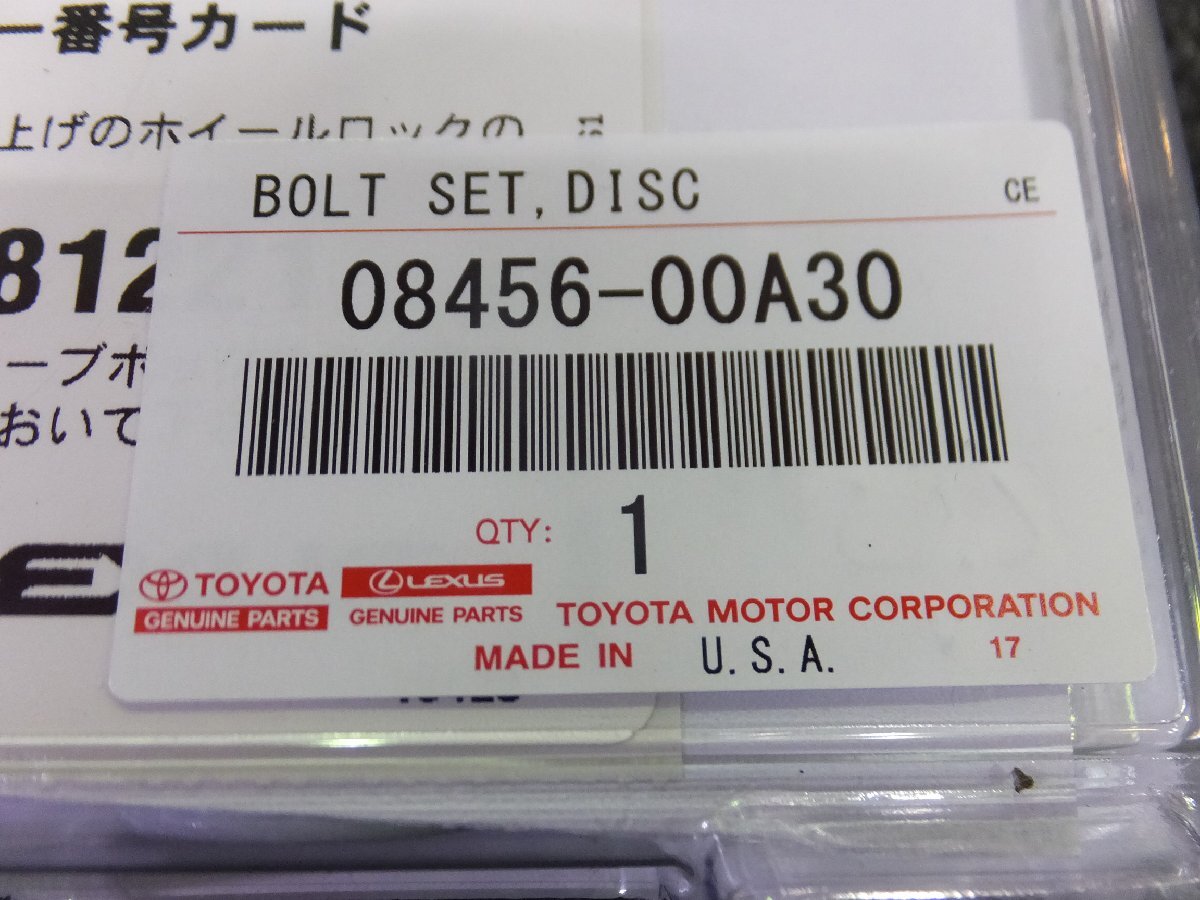 ー番号カード
上げのホイールロックの
BOLT SET,DISC CE
812
08456-00A30
ーブボ
おいて
QTY: 1
TOYOTA LEXUS
GENUINE PARTS GENUINE PARTS TOYOTA MOTOR CORPORATION
MADE IN U.S.A. 17